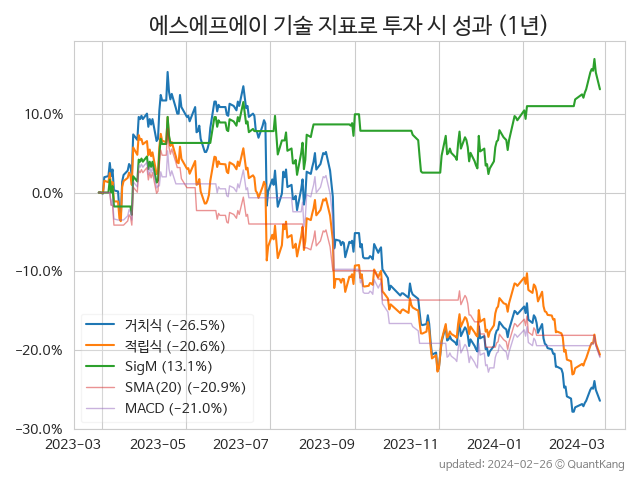 에스에프에이 기술 지표로 투자 시 성과 (1년)
10.0%
0.0%
−10.0%
−20.0%
−30.0%
거치식 (−26.5%)
적립식 (−20.6%)
SigM (13.1%)
SMA(20) (−20.9%)
MACD (−21.0%)
2023−03
2023−05
2023−07
2023−09
2023−11
2024−01
2024−03
updated: 2024−02−26 © QuantKang